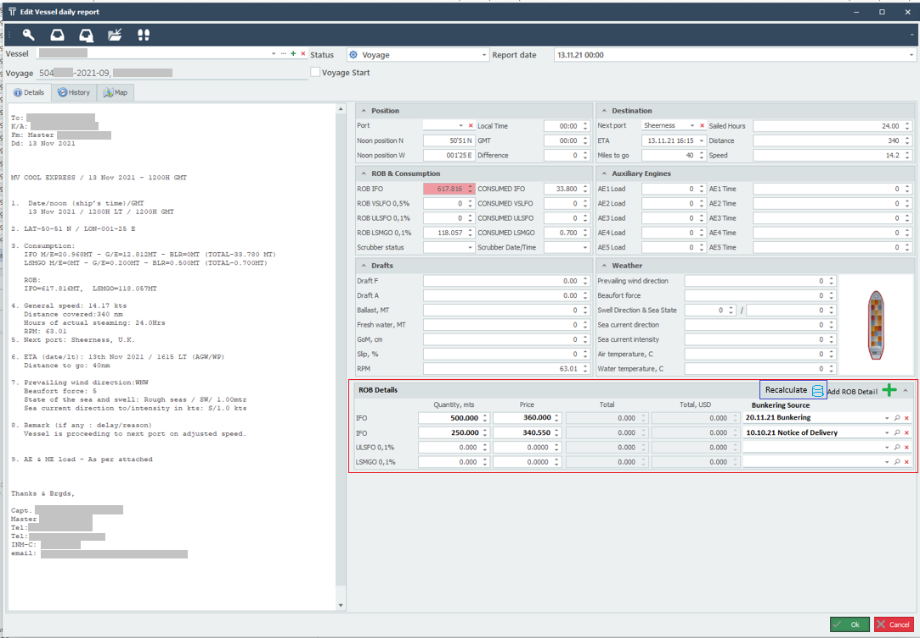 Edit Vessel daily report
Vessel
Status
Voyage
Report date
13.11.21 00:00
Voyage 504 -2021-09,
Voyage Start
Details
History
Map
To:
K/A:
Fm: Master
Dd: 13 Nov 2021
MV COOL EXPRESS / 13 Nov 2021 - 1200H GMT
1. Date/noon (ship's time)/GMT
13 Nov 2021 / 1200H LT / 1200H GMT
2. LAT-50-51 N / LON-001-25 E
3. Consumption:
IFO M/E=20.968MT - G/E=12.812MT - BLR=0MT (TOTAL-33.780 MT)
LSMGO M/E=0MT - G/E=0.200MT - BLR=0.500MT (TOTAL-0.700MT)
ROB:
IFO=617.816MT, LSMGO=118.057MT
4. General speed: 14.17 kts
Distance covered:340 nm
Hours of actual steaming: 24.0Hrs
RPM: 63.01
5. Next port: Sheerness, U.K.
6. ETA (date/lt): 13th Nov 2021 / 1615 LT (AGW/WP)
Distance to go: 40nm
7. Prevailing wind direction:WNW
Beaufort force: 5
State of the sea and swell: Rough seas / SW/ 1.00mtr
Sea current direction to/intensity in kts: S/1.0 kts
8. Remark (if any : delay/reason)
Vessel is proceeding to next port on adjusted speed.
9. AE & ME load - As per attached
Thanks & Brgds,
Capt.
Master
Tel:
Tel:
INM-C:
email:
Position
Port
Local Time 00:00
Noon position N 50'51 N GMT 00:00
Noon position W 001'25 E Difference 0
Destination
Next port Sheerness Sailed Hours 24.00
ETA 13.11.21 16:15 Distance 340
Miles to go 40 Speed 14.2
ROB & Consumption
ROB IFO 617.816 CONSUMED IFO 33.800
ROB VSLFO 0,5% 0 CONSUMED VSLFO 0
ROB ULSFO 0,1% 0 CONSUMED ULSFO 0
ROB LSMGO 0,1% 118.057 CONSUMED LSMGO 0.700
Scrubber status Scrubber Date/Time
Auxiliary Engines
AE1 Load 0 AE1 Time 0
AE2 Load 0 AE2 Time 0
AE3 Load 0 AE3 Time 0
AE4 Load 0 AE4 Time 0
AE5 Load 0 AE5 Time 0
Drafts
Draft F 0.00
Draft A 0.00
Ballast, MT 0
Fresh water, MT 0
GoM, cm 0
Slip, % 0
RPM 63.01
Weather
Prevailing wind direction 0
Beaufort force 0
Swell Direction & Sea State 0 / 0
Sea current direction 0
Sea current intensity 0
Air temperature, C 0
Water temperature, C 0
ROB Details
Recalculate
Add ROB Detail
Quantity, mts Price Total Total, USD Bunkering Source
IFO 500.000 360.000 0.000 0.000 20.11.21 Bunkering
IFO 250.000 340.550 0.000 0.000 10.10.21 Notice of Delivery
ULSFO 0,1% 0.000 0.0000 0.000 0.000
LSMGO 0,1% 0.000 0.0000 0.000 0.000
Ok
Cancel